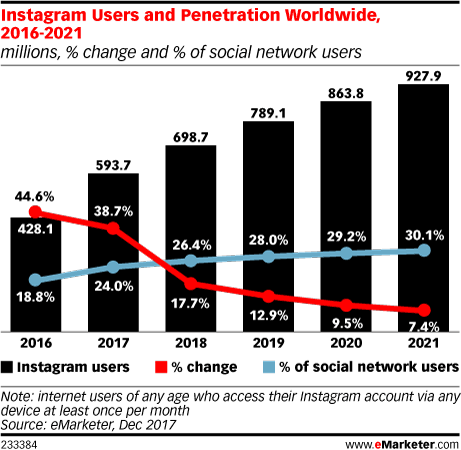 Instagram Users and Penetration Worldwide,
2016-2021
millions, % change and % of social network users
927.9
863.8
789.1
698.7
593.7
44.6%
38.7%
428.1
26.4%
28.0%
29.2%
30.1%
18.8%
24.0%
17.7%
12.9%
9.5%
7.4%
2016 2017 2018 2019 2020 2021
Instagram users % change % of social network users
Note: internet users of any age who access their Instagram account via any
device at least once per month
Source: eMarketer, Dec 2017
233384 www.eMarketer.com